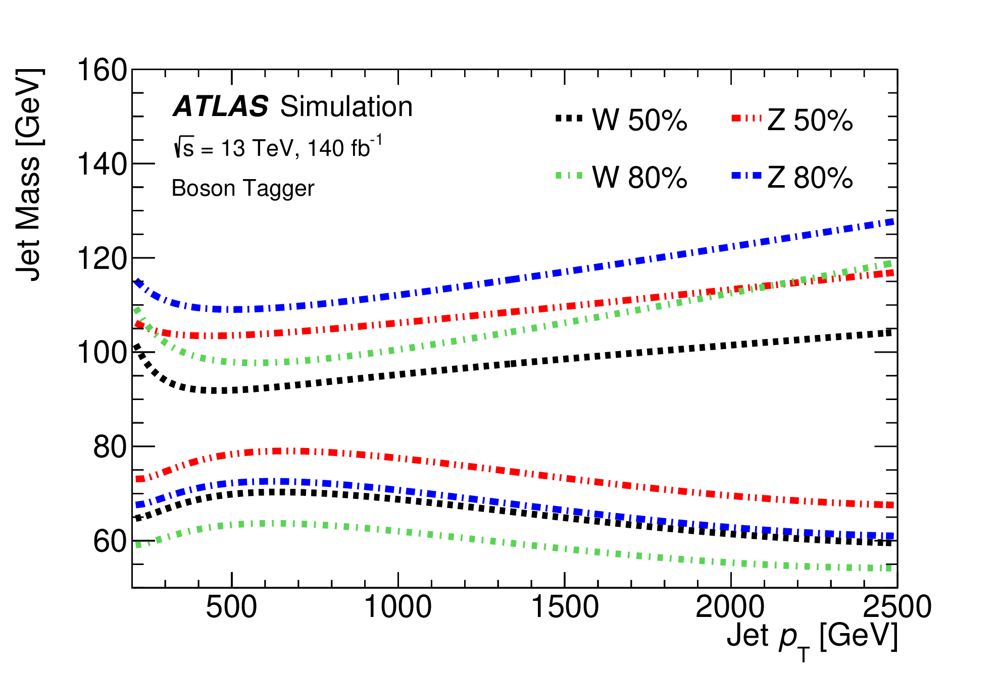 Jet Mass [GeV]
160
140
120
100
80
60
ATLAS Simulation
√s = 13 TeV, 140 fb⁻¹
Boson Tagger
W 50% Z 50%
W 80% Z 80%
500 1000 1500 2000 2500
Jet p_T [GeV]